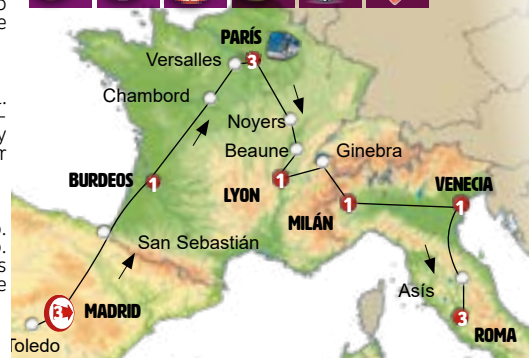 PARÍS
Versalles
3
Chambord
Noyers
Beaune
Ginebra
BURDEOS
1
LYON
1
VENECIA
1
MILÁN
1
San Sebastián
Asís
3
MADRID
3
ROMA
Toledo